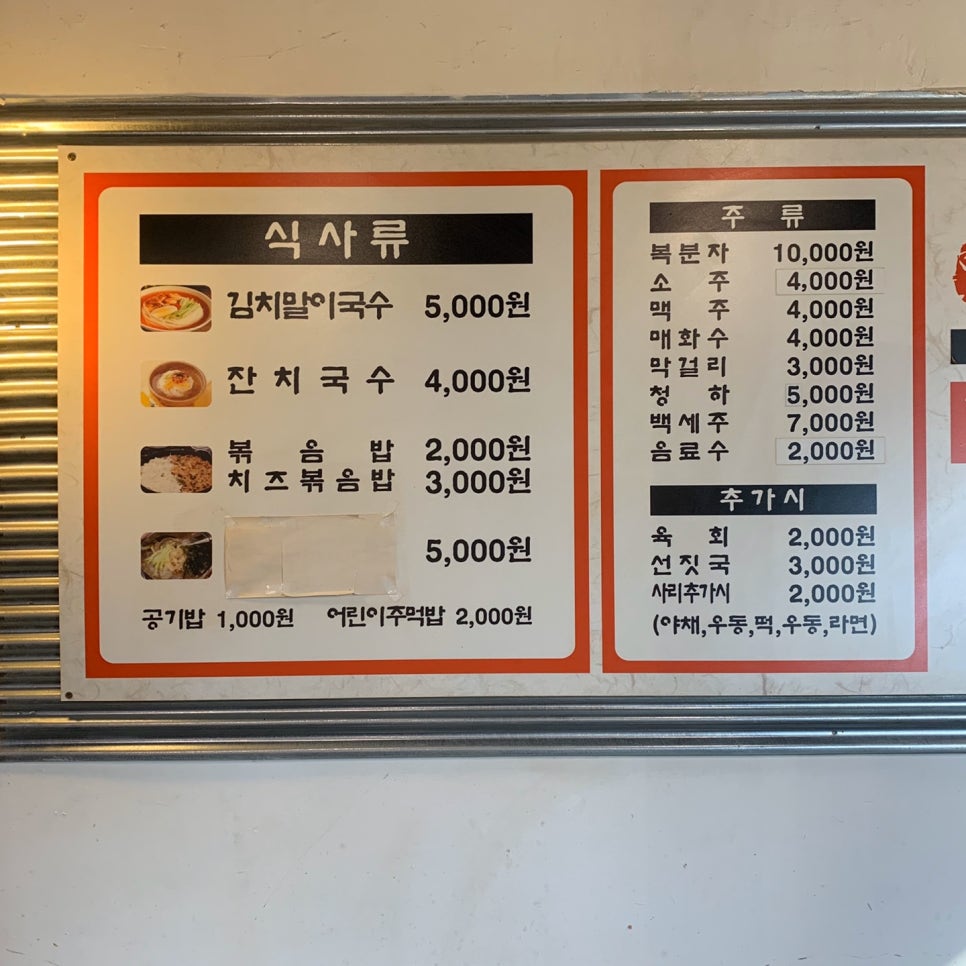 식사류
김치말이국수 5,000원
잔치국수 4,000원
볶음밥 2,000원
치즈볶음밥 3,000원
5,000원
공기밥 1,000원 어린이주먹밥 2,000원
주류
복분자 10,000원
소주 4,000원
맥주 4,000원
매화수 4,000원
막걸리 3,000원
청하 5,000원
백세주 7,000원
음료수 2,000원
추가시
육회 2,000원
선짓국 3,000원
사리추가시 2,000원
(야채,우동,떡,우동,라면)